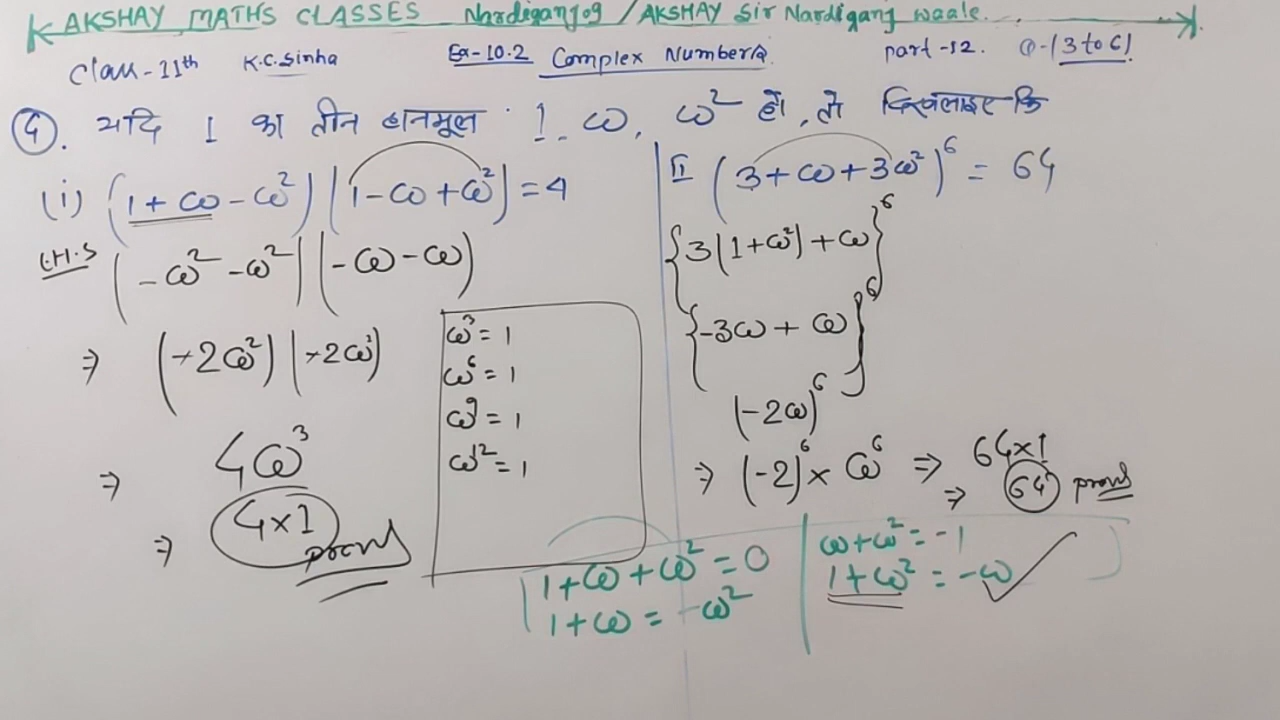 AKSHAY MATHS CLASSES Nardiganj09 / AKSHAY Sir Nardigang waale.
Class-11th K.C.Sinha Ex-10.2 Complex Number part-12. Q-(3 to 6)
④. यदि 1 का तीन घनमूल 1, ω, ω² हो, तो दिखलाइए कि
(i) (1+ω-ω²)(1-ω+ω²)=4
L.H.S (-ω²-ω²)(-ω-ω)
⇒ (-2ω²)(-2ω)
⇒ 4ω³
⇒ 4×1 proved
ω³=1
ω⁶=1
ω⁹=1
ω¹²=1
II (3+ω+3ω²)⁶ = 64
{3(1+ω²)+ω}⁶
{-3ω+ω}⁶
(-2ω)⁶
⇒ (-2)⁶×ω⁶ ⇒ 64×1
⇒ 64 proved
1+ω+ω²=0
1+ω=-ω²
ω+ω²=-1
1+ω²=-ω